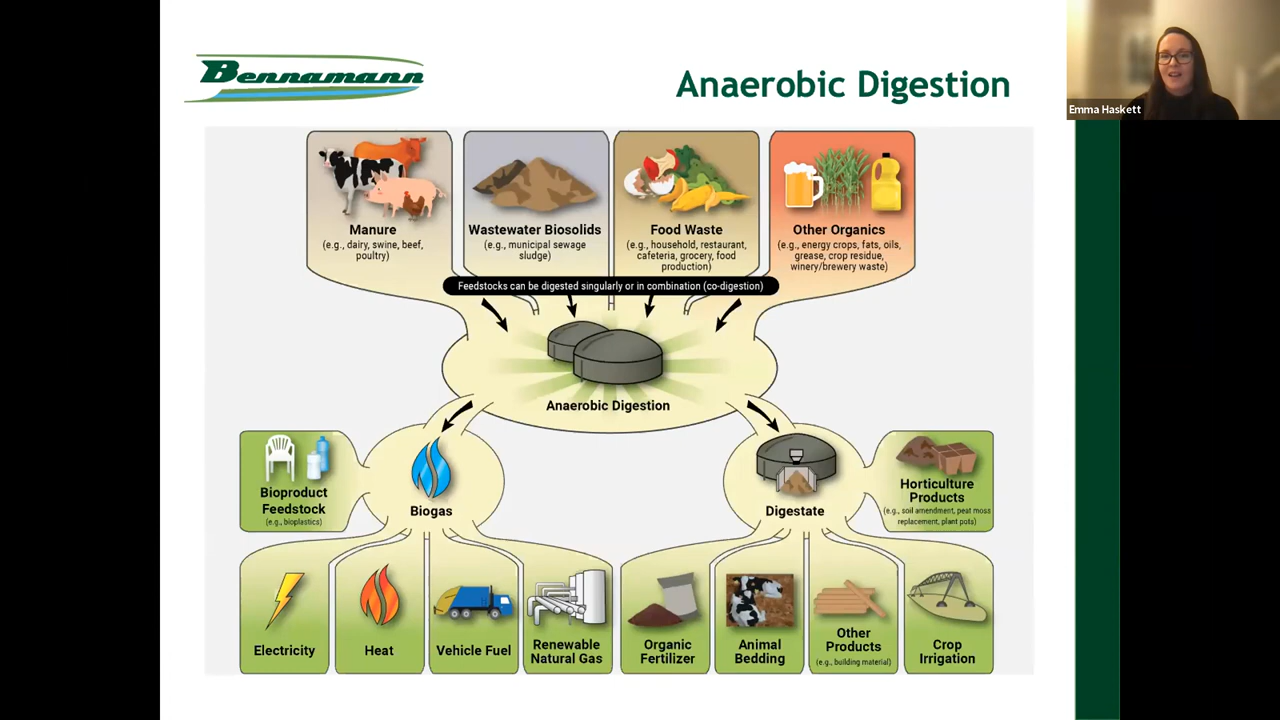 Bennamann
Anaerobic Digestion
Emma Haskett
Manure
(e.g., dairy, swine, beef,
poultry)
Wastewater Biosolids
(e.g., municipal sewage
sludge)
Food Waste
(e.g., household, restaurant,
cafeteria, grocery, food
production)
Other Organics
(e.g., energy crops, fats, oils,
grease, crop residue,
winery/brewery waste)
Feedstocks can be digested singularly or in combination (co-digestion)
Anaerobic Digestion
Bioproduct
Feedstock
(e.g., bioplastics)
Biogas
Digestate
Horticulture
Products
(e.g., soil amendment, peat moss
replacement, plant pots)
Electricity
Heat
Vehicle Fuel
Renewable
Natural Gas
Organic
Fertilizer
Animal
Bedding
Other
Products
(e.g., building material)
Crop
Irrigation